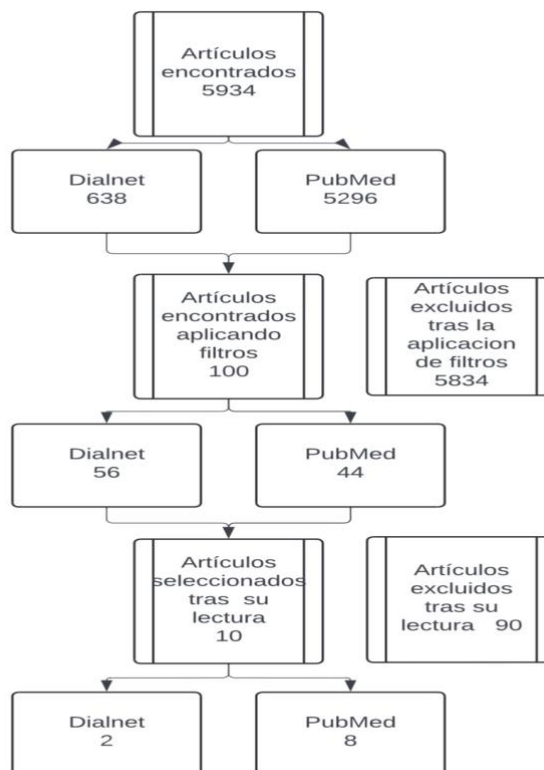 Artículos
encontrados
5934
Dialnet
638
PubMed
5296
Artículos
encontrados
aplicando
filtros
100
Artículos
excluidos
tras la
aplicacion
de filtros
5834
Dialnet
56
PubMed
44
Artículos
seleccionados
tras su
lectura
10
Artículos
excluidos
tras su
lectura 90
Dialnet
2
PubMed
8